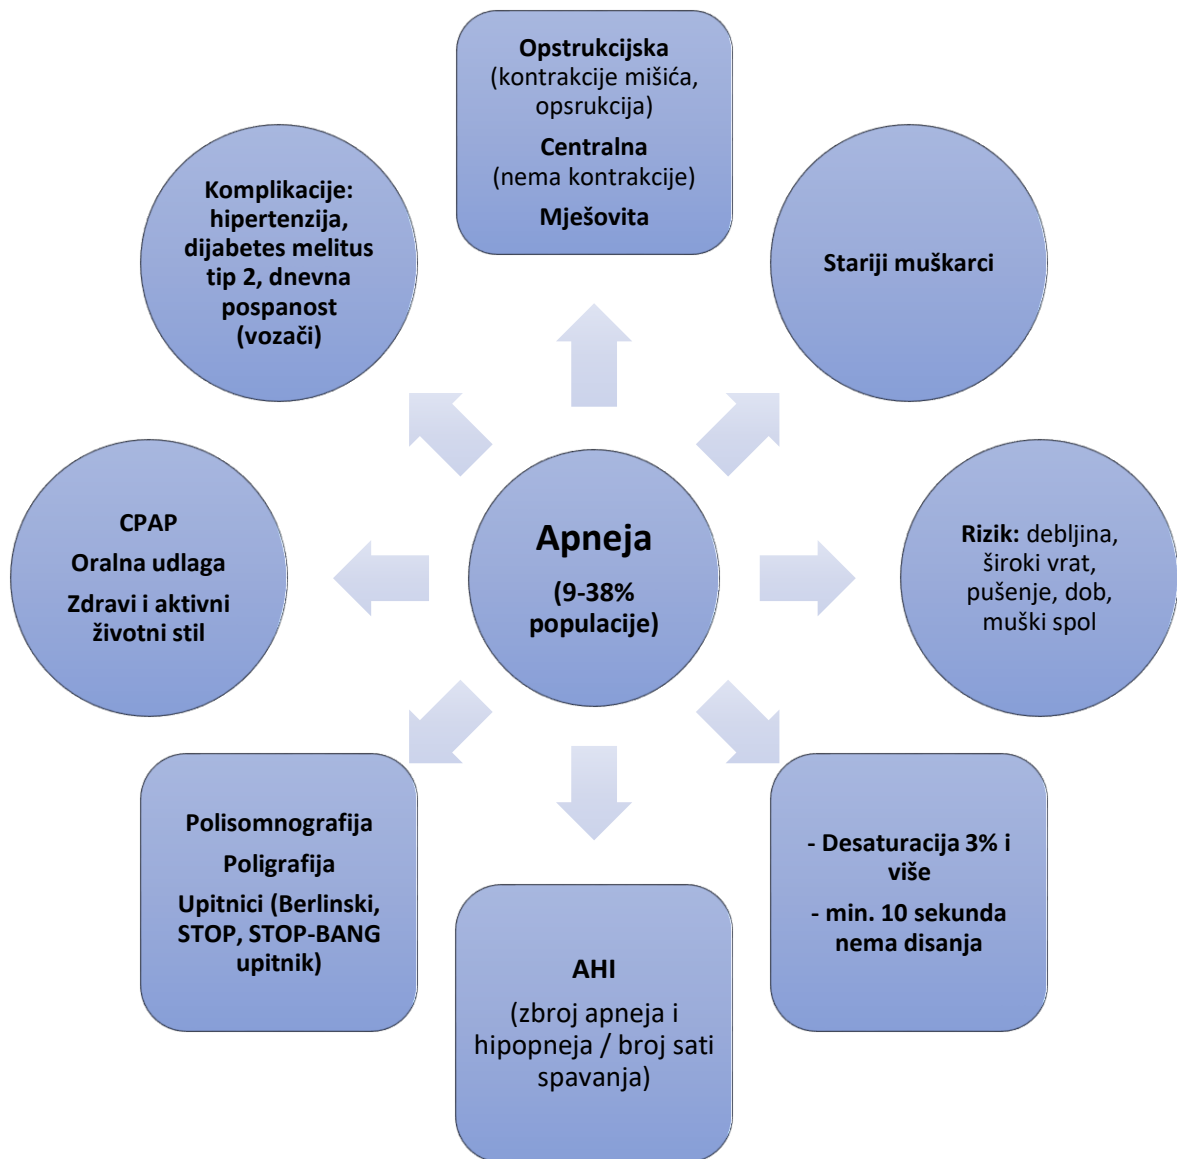 Opstrukcijska
(kontrakcije mišića,
opsrukcija)
Centralna
(nema kontrakcije)
Mješovita
Stariji muškarci
Rizik: debljina,
široki vrat,
pušenje, dob,
muški spol
- Desaturacija 3% i
više
- min. 10 sekunda
nema disanja
AHI
(zbroj apneja i
hipopneja / broj sati
spavanja)
Polisomnografija
Poligrafija
Upitnici (Berlinski,
STOP, STOP-BANG
upitnik)
CPAP
Oralna udlaga
Zdravi i aktivni
životni stil
Komplikacije:
hipertenzija,
dijabetes melitus
tip 2, dnevna
pospanost
(vozači)
Apneja
(9-38%
populacije)